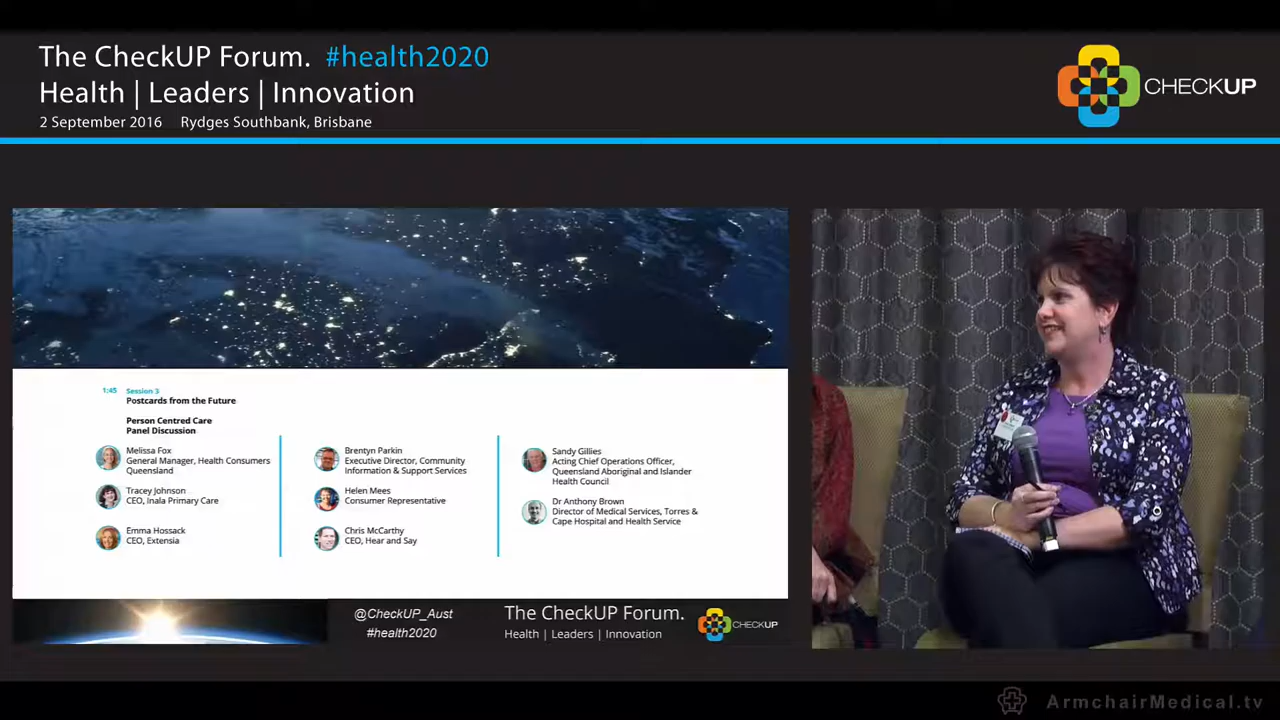 The CheckUP Forum. #health2020
Health | Leaders | Innovation
2 September 2016 Rydges Southbank, Brisbane
CHECKUP
1:45 Session 3
Postcards from the Future
Person Centred Care
Panel Discussion
Melissa Fox
General Manager, Health Consumers
Queensland
Tracey Johnson
CEO, Inala Primary Care
Emma Hossack
CEO, Extensia
Brentyn Parkin
Executive Director, Community
Information & Support Services
Helen Mees
Consumer Representative
Chris McCarthy
CEO, Hear and Say
Sandy Gillies
Acting Chief Operations Officer,
Queensland Aboriginal and Islander
Health Council
Dr Anthony Brown
Director of Medical Services, Torres &
Cape Hospital and Health Service
@CheckUP_Aust
#health2020
The CheckUP Forum.
Health | Leaders | Innovation
CHECKUP
ArmchairMedical.tv